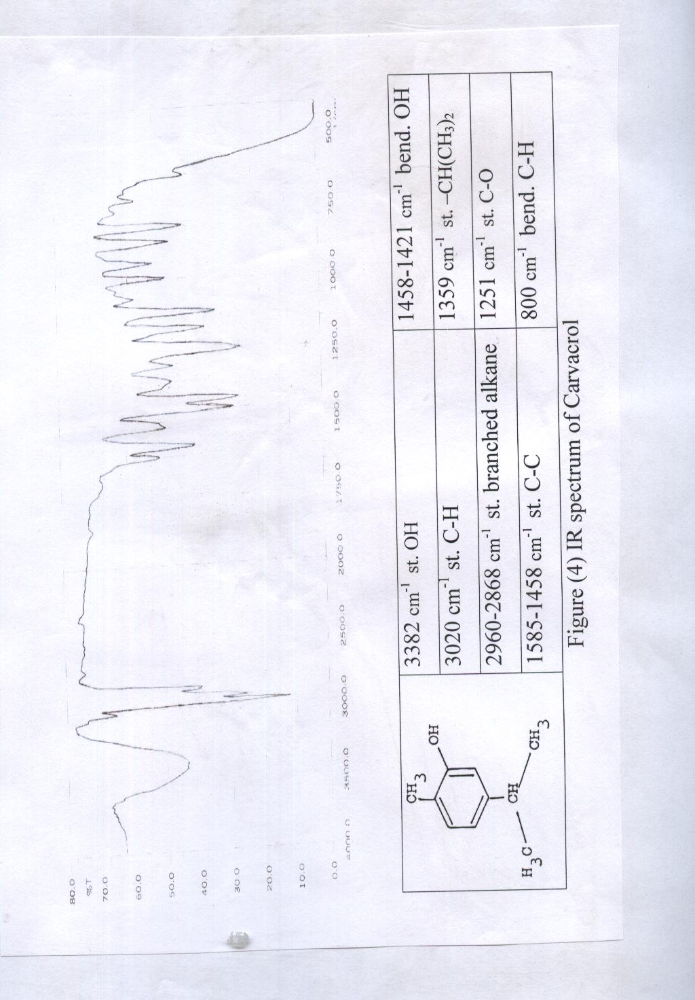 80.0
%T
70.0
60.0
50.0
40.0
30.0
20.0
10.0
0.0
4000.0 3500.0 3000.0 2500.0 2000.0 1750.0 1500.0 1250.0 1000.0 750.0 500.0
CH3
OH
CH
H3C
CH3
3382 cm⁻¹ st. OH 1458-1421 cm⁻¹ bend. OH
3020 cm⁻¹ st. C-H 1359 cm⁻¹ st. –CH(CH3)2
2960-2868 cm⁻¹ st. branched alkane 1251 cm⁻¹ st. C-O
1585-1458 cm⁻¹ st. C-C 800 cm⁻¹ bend. C-H
Figure (4) IR spectrum of Carvacrol